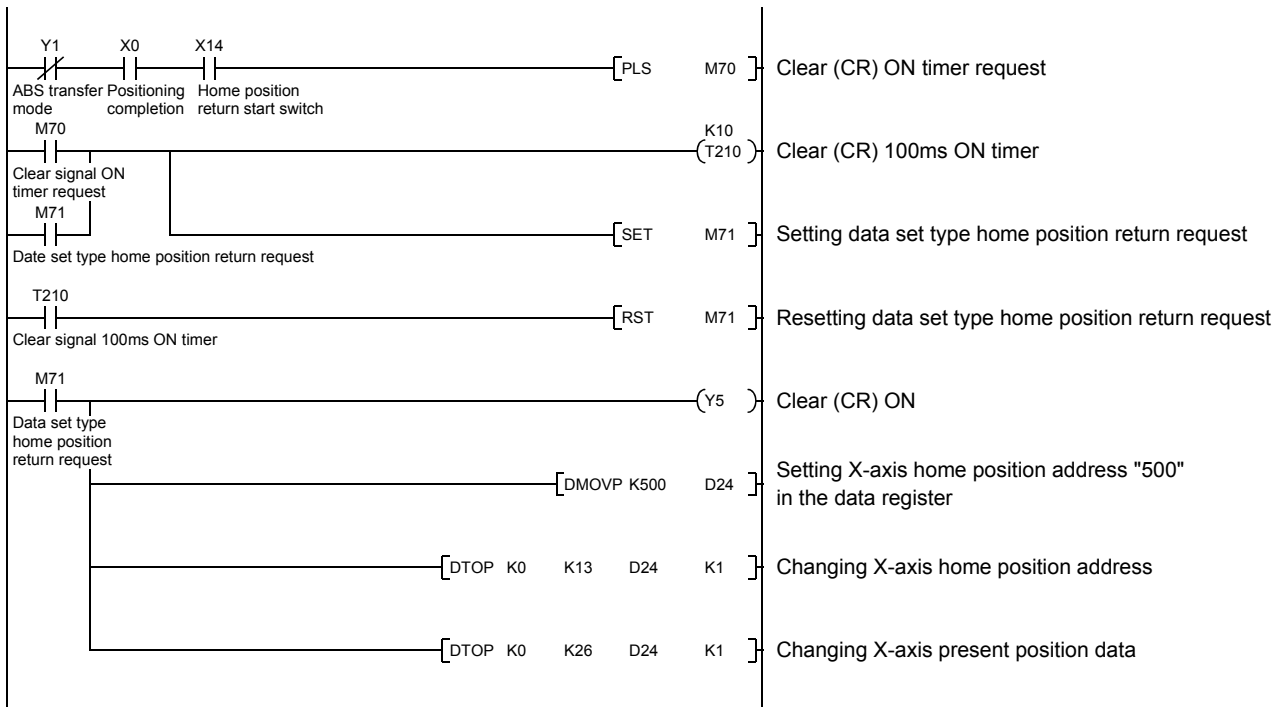 Y1 X0 X14
PLS M70 Clear (CR) ON timer request
ABS transfer Positioning Home position
mode completion return start switch
M70 K10
T210 Clear (CR) 100ms ON timer
Clear signal ON
timer request
M71
SET M71 Setting data set type home position return request
Date set type home position return request
T210
RST M71 Resetting data set type home position return request
Clear signal 100ms ON timer
M71
Y5 Clear (CR) ON
Data set type
home position
return request
DMOVP K500 D24 Setting X-axis home position address "500"
in the data register
DTOP K0 K13 D24 K1 Changing X-axis home position address
DTOP K0 K26 D24 K1 Changing X-axis present position data